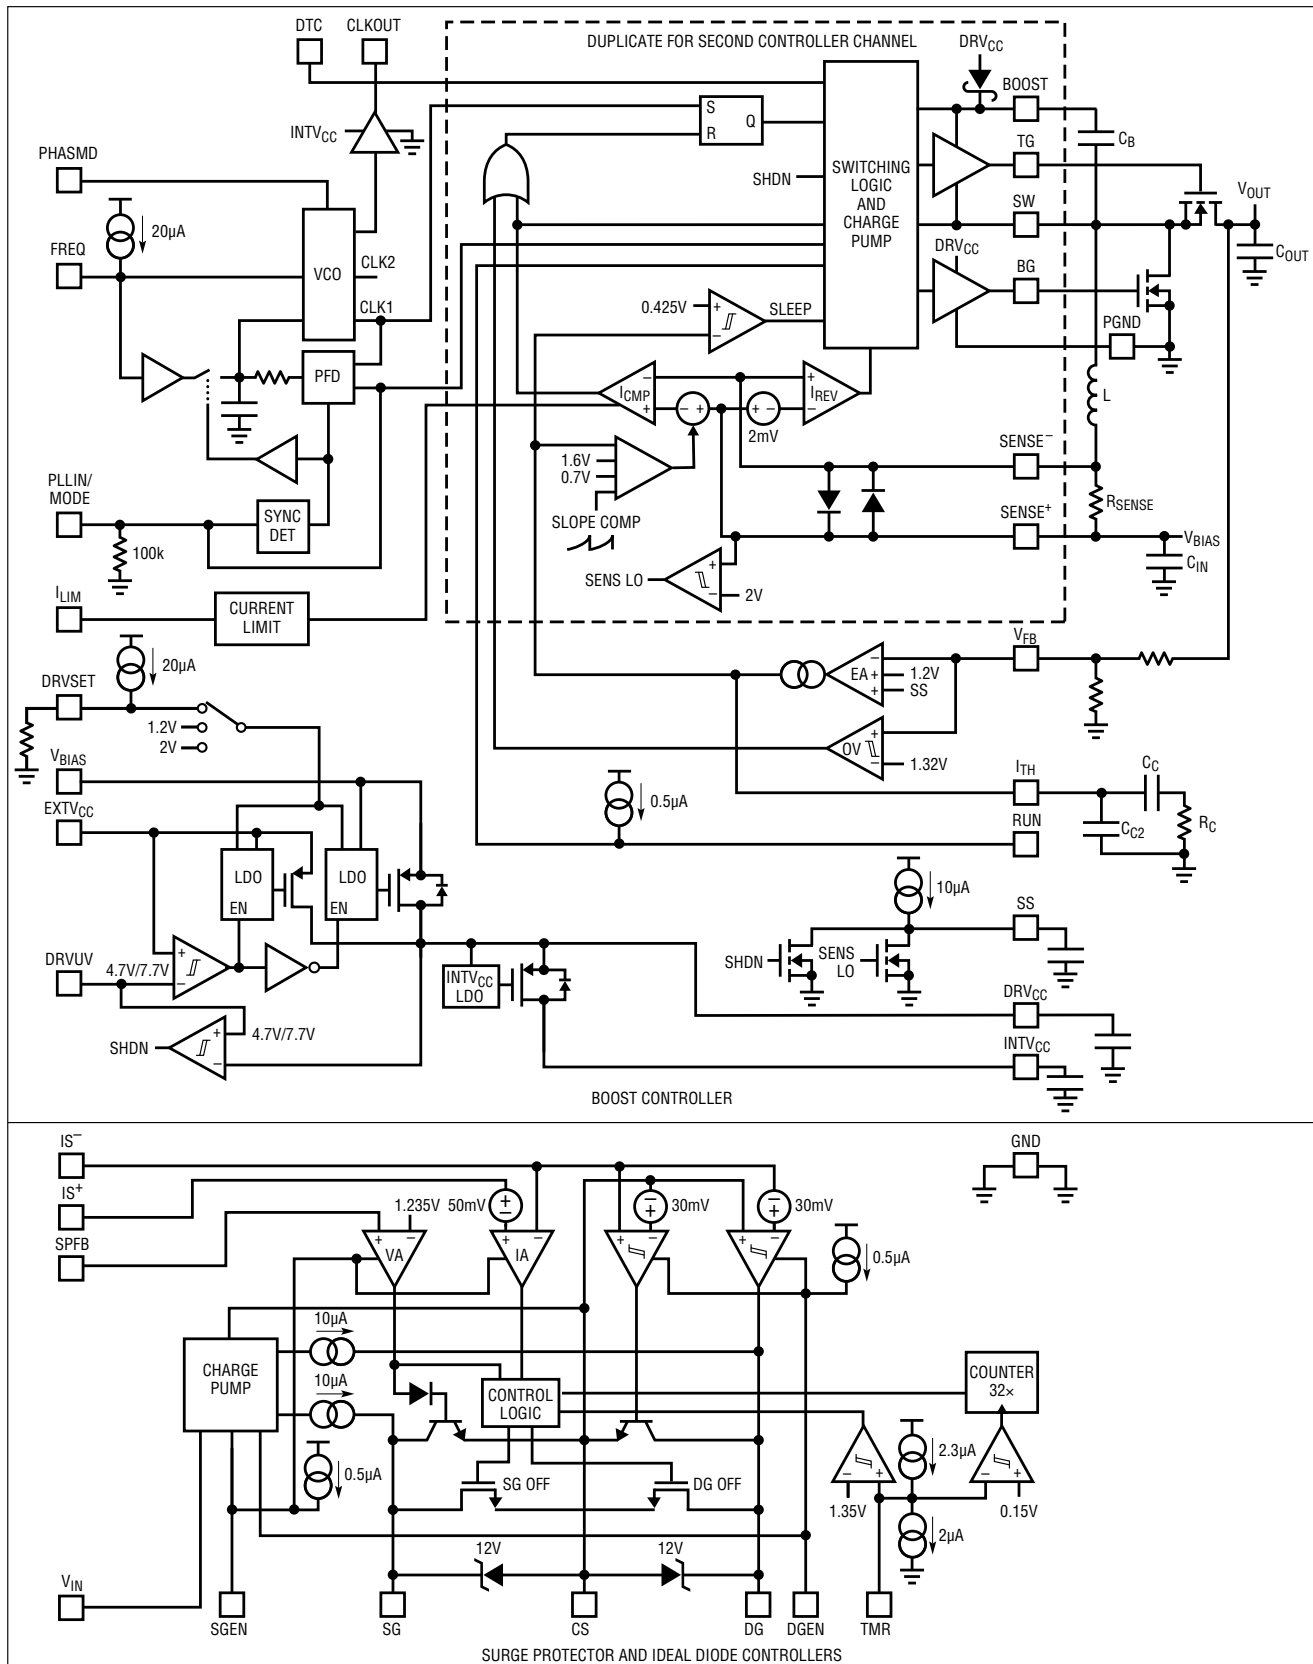 DTC CLKOUT
DUPLICATE FOR SECOND CONTROLLER CHANNEL
DRVCC
BOOST
S
R
Q
INTVCC
CB
TG
PHASMD
SHDN
SWITCHING
LOGIC
AND
CHARGE
PUMP
SW
VOUT
20µA
FREQ
VCO
CLK2
CLK1
DRVCC
BG
COUT
0.425V
+
−
SLEEP
PGND
PFD
−
ICMP
+
− +
+ −
2mV
+
IREV
−
L
1.6V
0.7V
SLOPE COMP
SENSE−
RSENSE
SENSE+
VBIAS
CIN
PLLIN/
MODE
SYNC
DET
100k
SENS LO
+
−
2V
ILIM
CURRENT
LIMIT
VFB
20µA
DRVSET
1.2V
2V
−
EA +
+
1.2V
SS
+
OV
−
1.32V
VBIAS
EXTVCC
0.5µA
ITH
CC
RUN
CC2
RC
LDO
EN
LDO
EN
10µA
SS
DRVUV
4.7V/7.7V
+
−
INTVCC
LDO
SHDN
SENS
LO
DRVCC
SHDN
+
−
4.7V/7.7V
INTVCC
BOOST CONTROLLER
IS−
GND
IS+
1.235V
50mV
+
−
−
+
30mV
−
+
30mV
SPFB
+ −
VA
+ −
IA
+ −
+ −
0.5µA
10µA
CHARGE
PUMP
10µA
CONTROL
LOGIC
COUNTER
32×
0.5µA
SG OFF
DG OFF
− +
2.3µA
− +
1.35V
0.15V
2µA
12V
12V
VIN
SGEN
SG
CS
DG
DGEN
TMR
SURGE PROTECTOR AND IDEAL DIODE CONTROLLERS